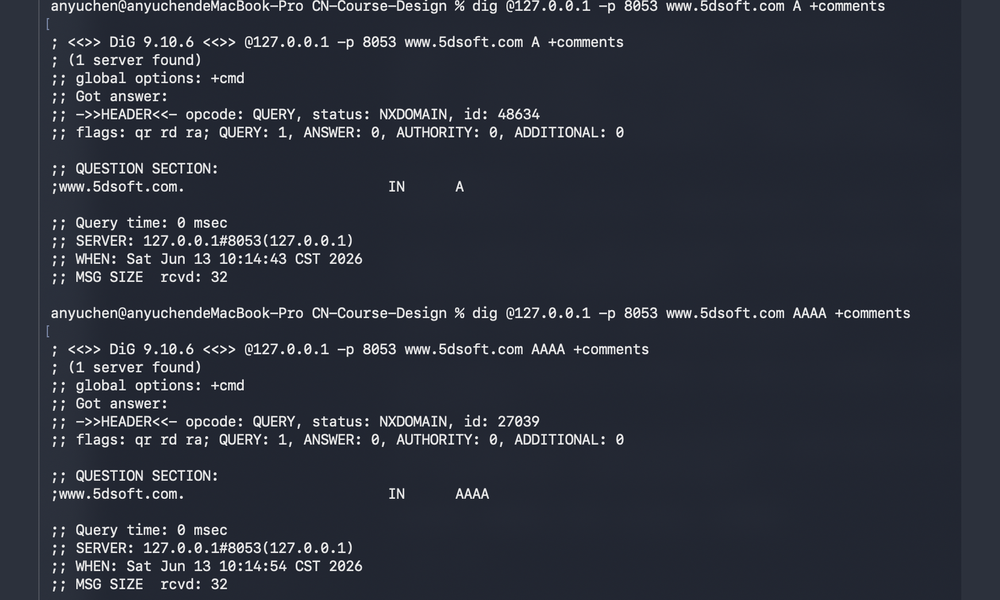 anyuchen@anyuchendeMacBook-Pro CN-Course-Design % dig @127.0.0.1 -p 8053 www.5dsoft.com A +comments
[
; <<>> DiG 9.10.6 <<>> @127.0.0.1 -p 8053 www.5dsoft.com A +comments
; (1 server found)
;; global options: +cmd
;; Got answer:
;; ->>HEADER<<- opcode: QUERY, status: NXDOMAIN, id: 48634
;; flags: qr rd ra; QUERY: 1, ANSWER: 0, AUTHORITY: 0, ADDITIONAL: 0
;; QUESTION SECTION:
;www.5dsoft.com. IN A
;; Query time: 0 msec
;; SERVER: 127.0.0.1#8053(127.0.0.1)
;; WHEN: Sat Jun 13 10:14:43 CST 2026
;; MSG SIZE  rcvd: 32
anyuchen@anyuchendeMacBook-Pro CN-Course-Design % dig @127.0.0.1 -p 8053 www.5dsoft.com AAAA +comments
[
; <<>> DiG 9.10.6 <<>> @127.0.0.1 -p 8053 www.5dsoft.com AAAA +comments
; (1 server found)
;; global options: +cmd
;; Got answer:
;; ->>HEADER<<- opcode: QUERY, status: NXDOMAIN, id: 27039
;; flags: qr rd ra; QUERY: 1, ANSWER: 0, AUTHORITY: 0, ADDITIONAL: 0
;; QUESTION SECTION:
;www.5dsoft.com. IN AAAA
;; Query time: 0 msec
;; SERVER: 127.0.0.1#8053(127.0.0.1)
;; WHEN: Sat Jun 13 10:14:54 CST 2026
;; MSG SIZE  rcvd: 32